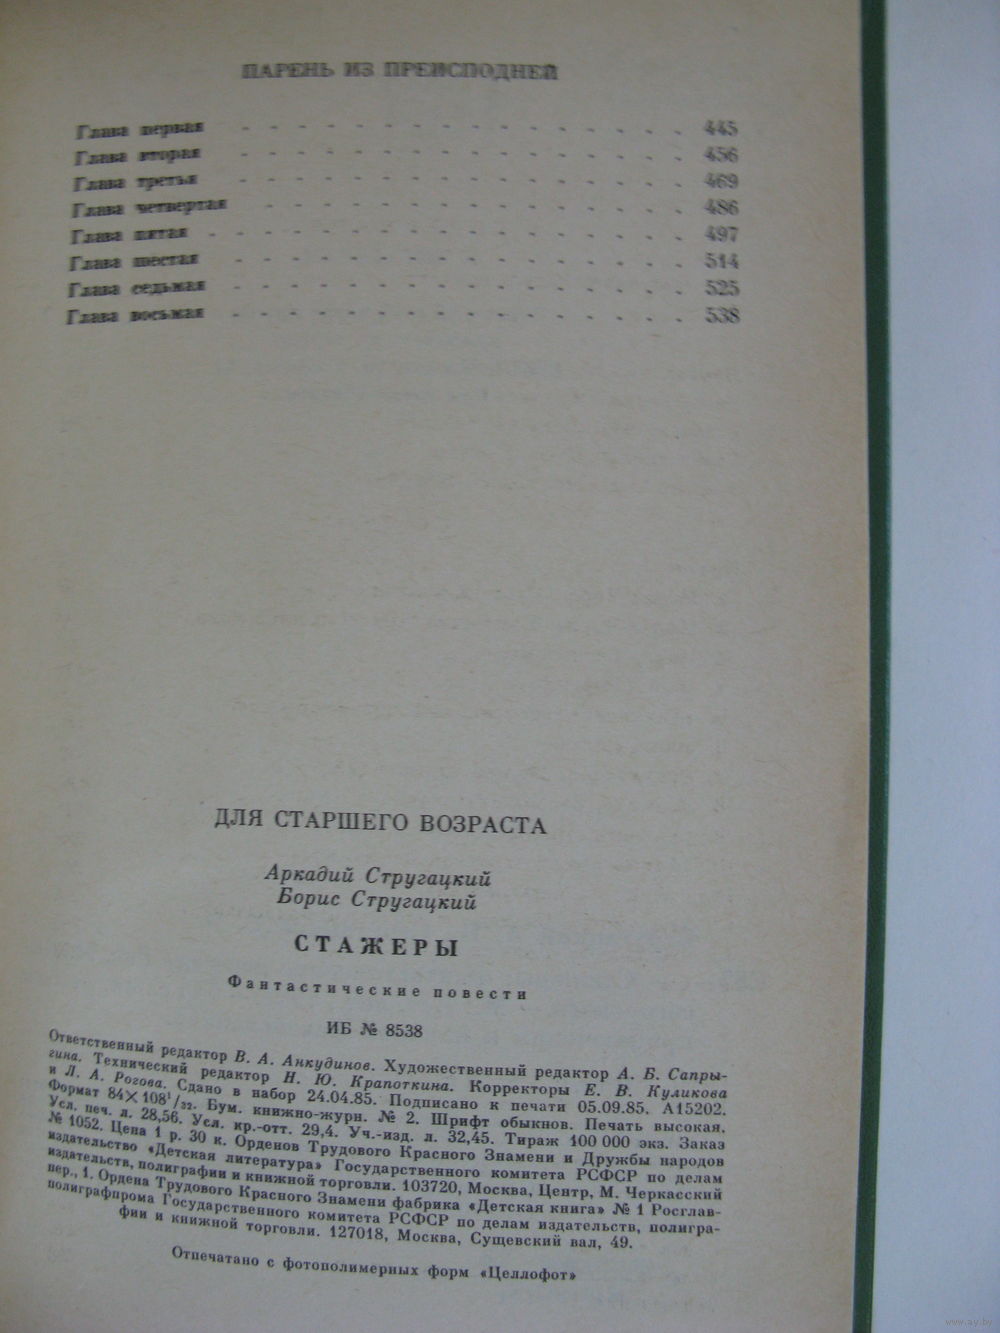 ПАРЕНЬ ИЗ ПРЕИСПОДНЕЙ
Глава первая - - - - - - - - - - - - - - - - 445
Глава вторая - - - - - - - - - - - - - - - - 456
Глава третья - - - - - - - - - - - - - - - - 469
Глава четвертая - - - - - - - - - - - - - - - 486
Глава пятая - - - - - - - - - - - - - - - - - 497
Глава шестая - - - - - - - - - - - - - - - - 514
Глава седьмая - - - - - - - - - - - - - - - - 525
Глава восьмая - - - - - - - - - - - - - - - - 538
ДЛЯ СТАРШЕГО ВОЗРАСТА
Аркадий Стругацкий
Борис Стругацкий
СТАЖЕРЫ
Фантастические повести
ИБ № 8538
Ответственный редактор В. А. Анкудинов. Художественный редактор А. Б. Сапры-
гина. Технический редактор Н. Ю. Крапоткина. Корректоры Е. В. Куликова
и Л. А. Рогова. Сдано в набор 24.04.85. Подписано к печати 05.09.85. А15202.
Формат 84×108¹/₃₂. Бум. книжно-журн. № 2. Шрифт обыкнов. Печать высокая.
Усл. печ. л. 28,56. Усл. кр.-отт. 29,4. Уч.-изд. л. 32,45. Тираж 100 000 экз. Заказ
№ 1052. Цена 1 р. 30 к. Орденов Трудового Красного Знамени и Дружбы народов
издательство «Детская литература» Государственного комитета РСФСР по делам
издательств, полиграфии и книжной торговли. 103720, Москва, Центр, М. Черкасский
пер., 1. Ордена Трудового Красного Знамени фабрика «Детская книга» № 1 Росглав-
полиграфпрома Государственного комитета РСФСР по делам издательств, полигра-
фии и книжной торговли. 127018, Москва, Сущевский вал, 49.
Отпечатано с фотополимерных форм «Целлофот»
www.ay.by